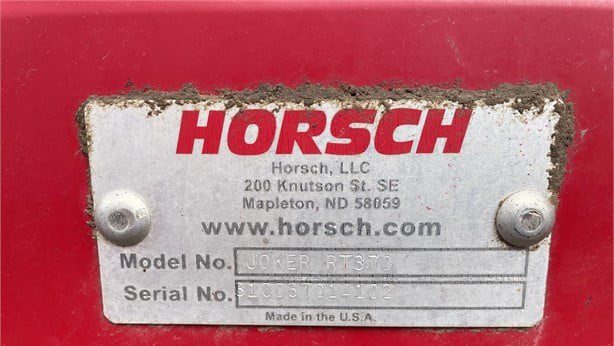 HORSCH
Horsch, LLC
200 Knutson St. SE
Mapleton, ND 58059
www.horsch.com
Model No. JOKER RT370
Serial No.
Made in the U.S.A.